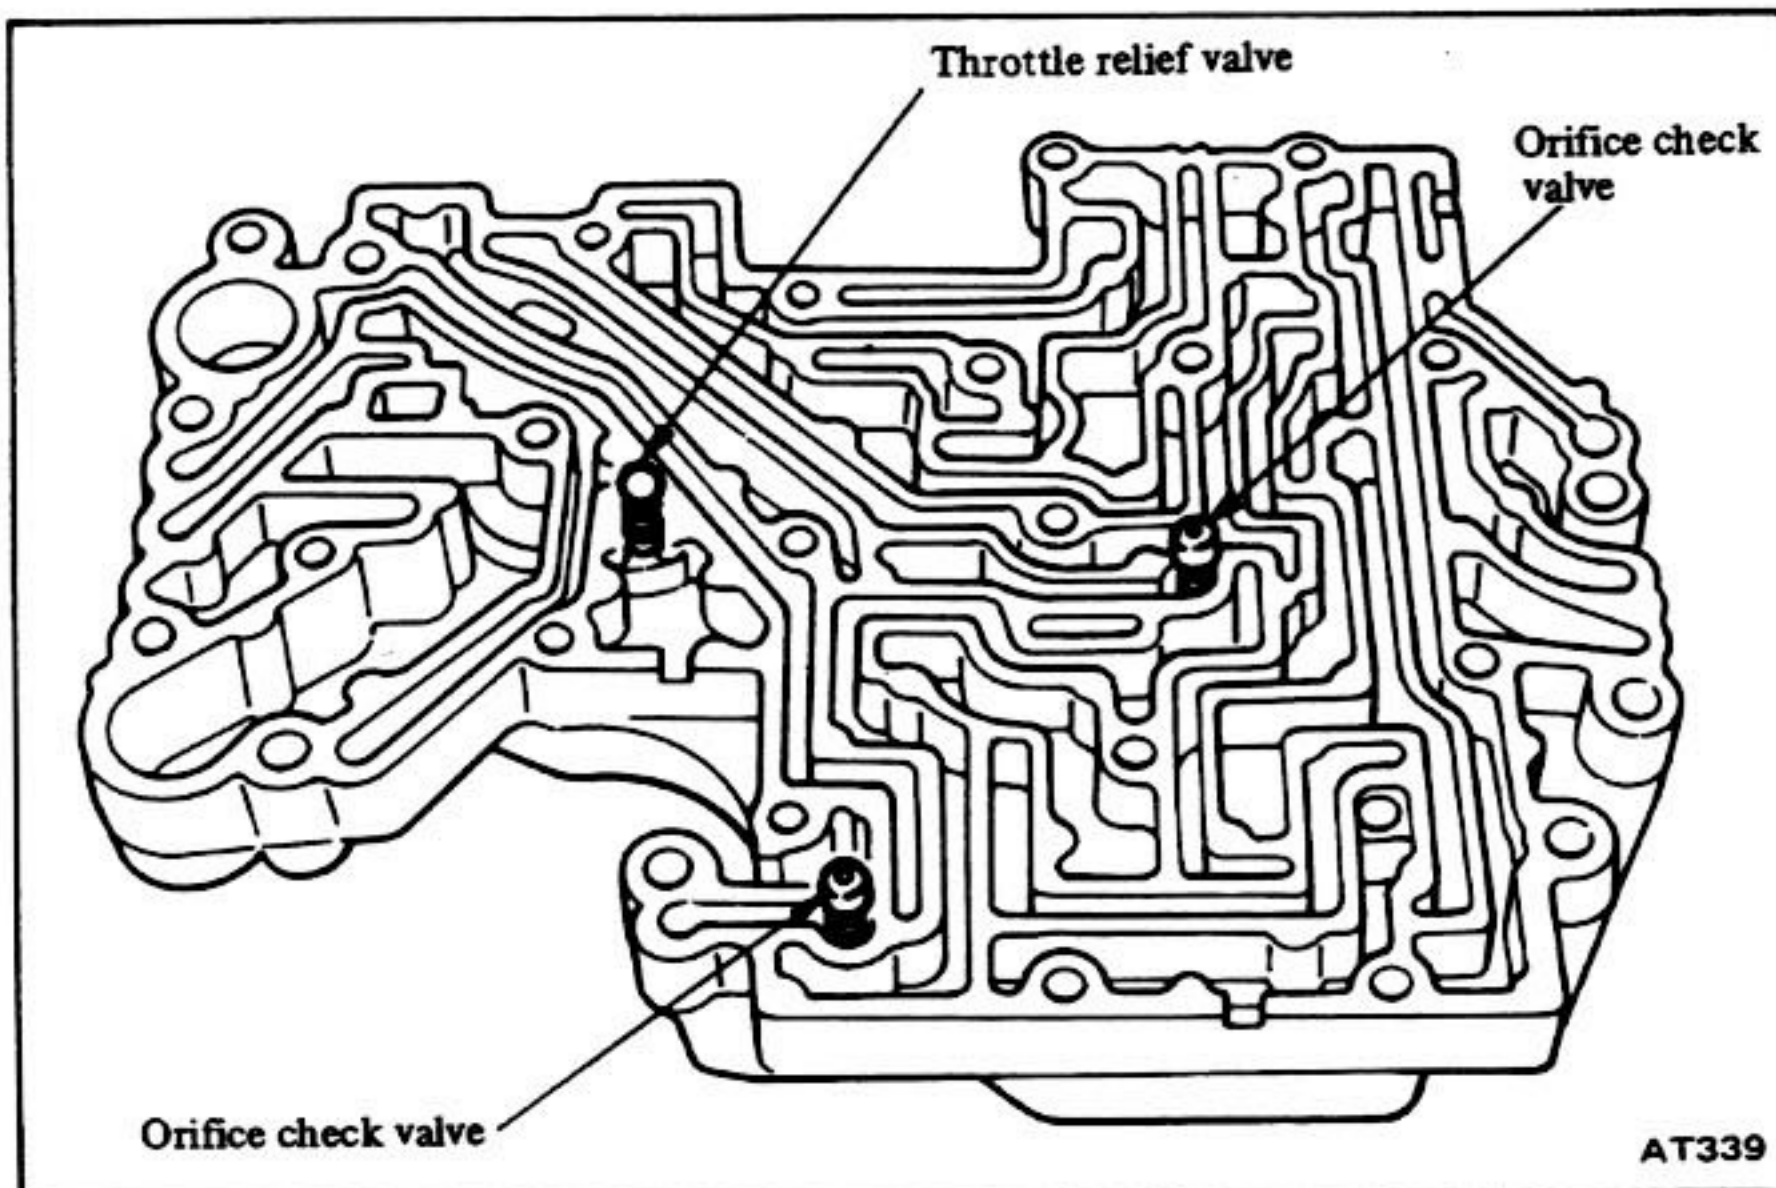 Throttle relief valve
Orifice check
valve
Orifice check valve
AT339